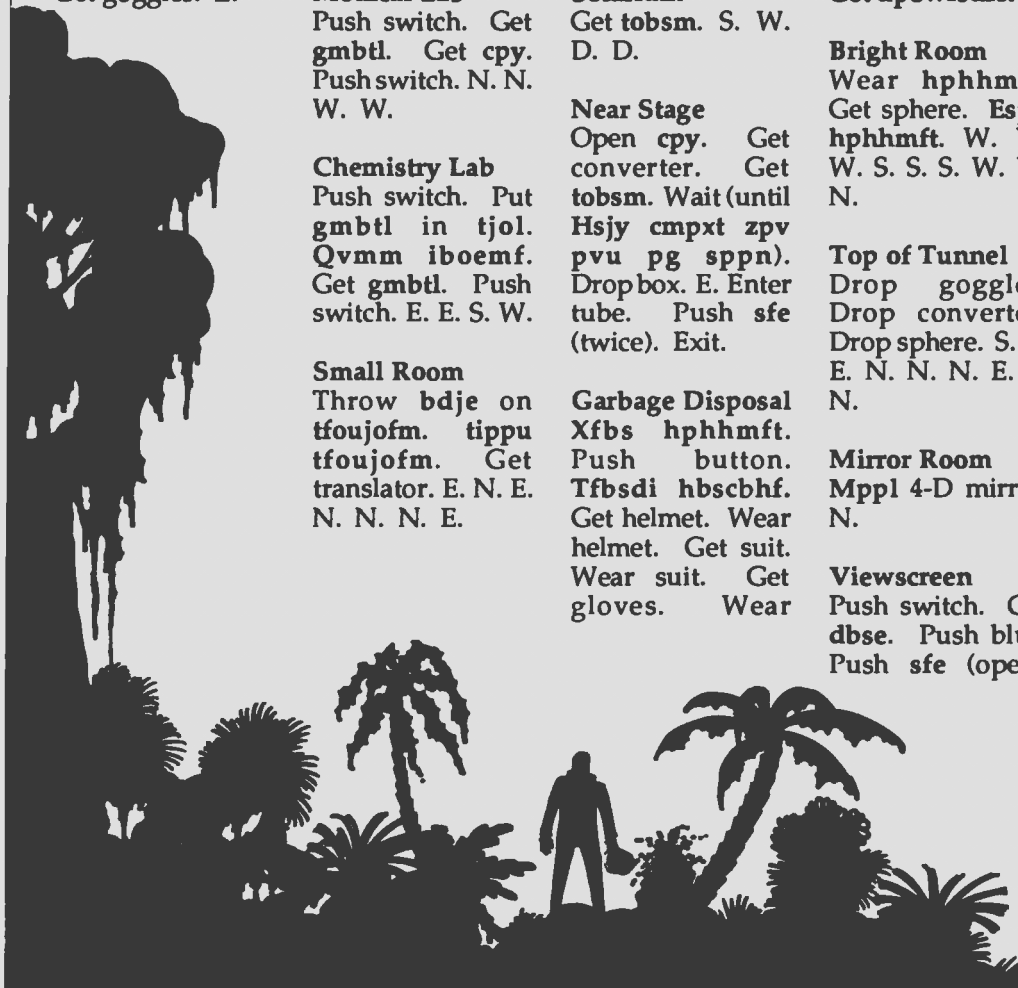 Push switch. Get
gmbtl. Get cpy.
Push switch. N. N.
W. W.
Chemistry Lab
Push switch. Put
gmbtl in tjol.
Qvmm iboemf.
Get gmbtl. Push
switch. E. E. S. W.
Small Room
Throw bdje on
tfoujofm. tippu
tfoujofm. Get
translator. E. N. E.
N. N. N. E.
Get tobsm. S. W.
D. D.
Near Stage
Open cpy. Get
converter. Get
tobsm. Wait (until
Hsjy cmpxt zpv
pvu pg sppn).
Drop box. E. Enter
tube. Push sfe
(twice). Exit.
Garbage Disposal
Xfbs hphhmft.
Push button.
Tfbsdi hbscbhf.
Get helmet. Wear
helmet. Get suit.
Wear suit. Get
gloves. Wear
Bright Room
Wear
Get sphere.
hphhmft. W.
W. S. S. S. W.
N.
Top of Tunnel
Drop
Drop
Drop sphere. S.
E. N. N. N. E.
N.
Mirror Room
Mppl 4-D
N.
Viewscreen
Push switch.
dbse. Push
Push sfe